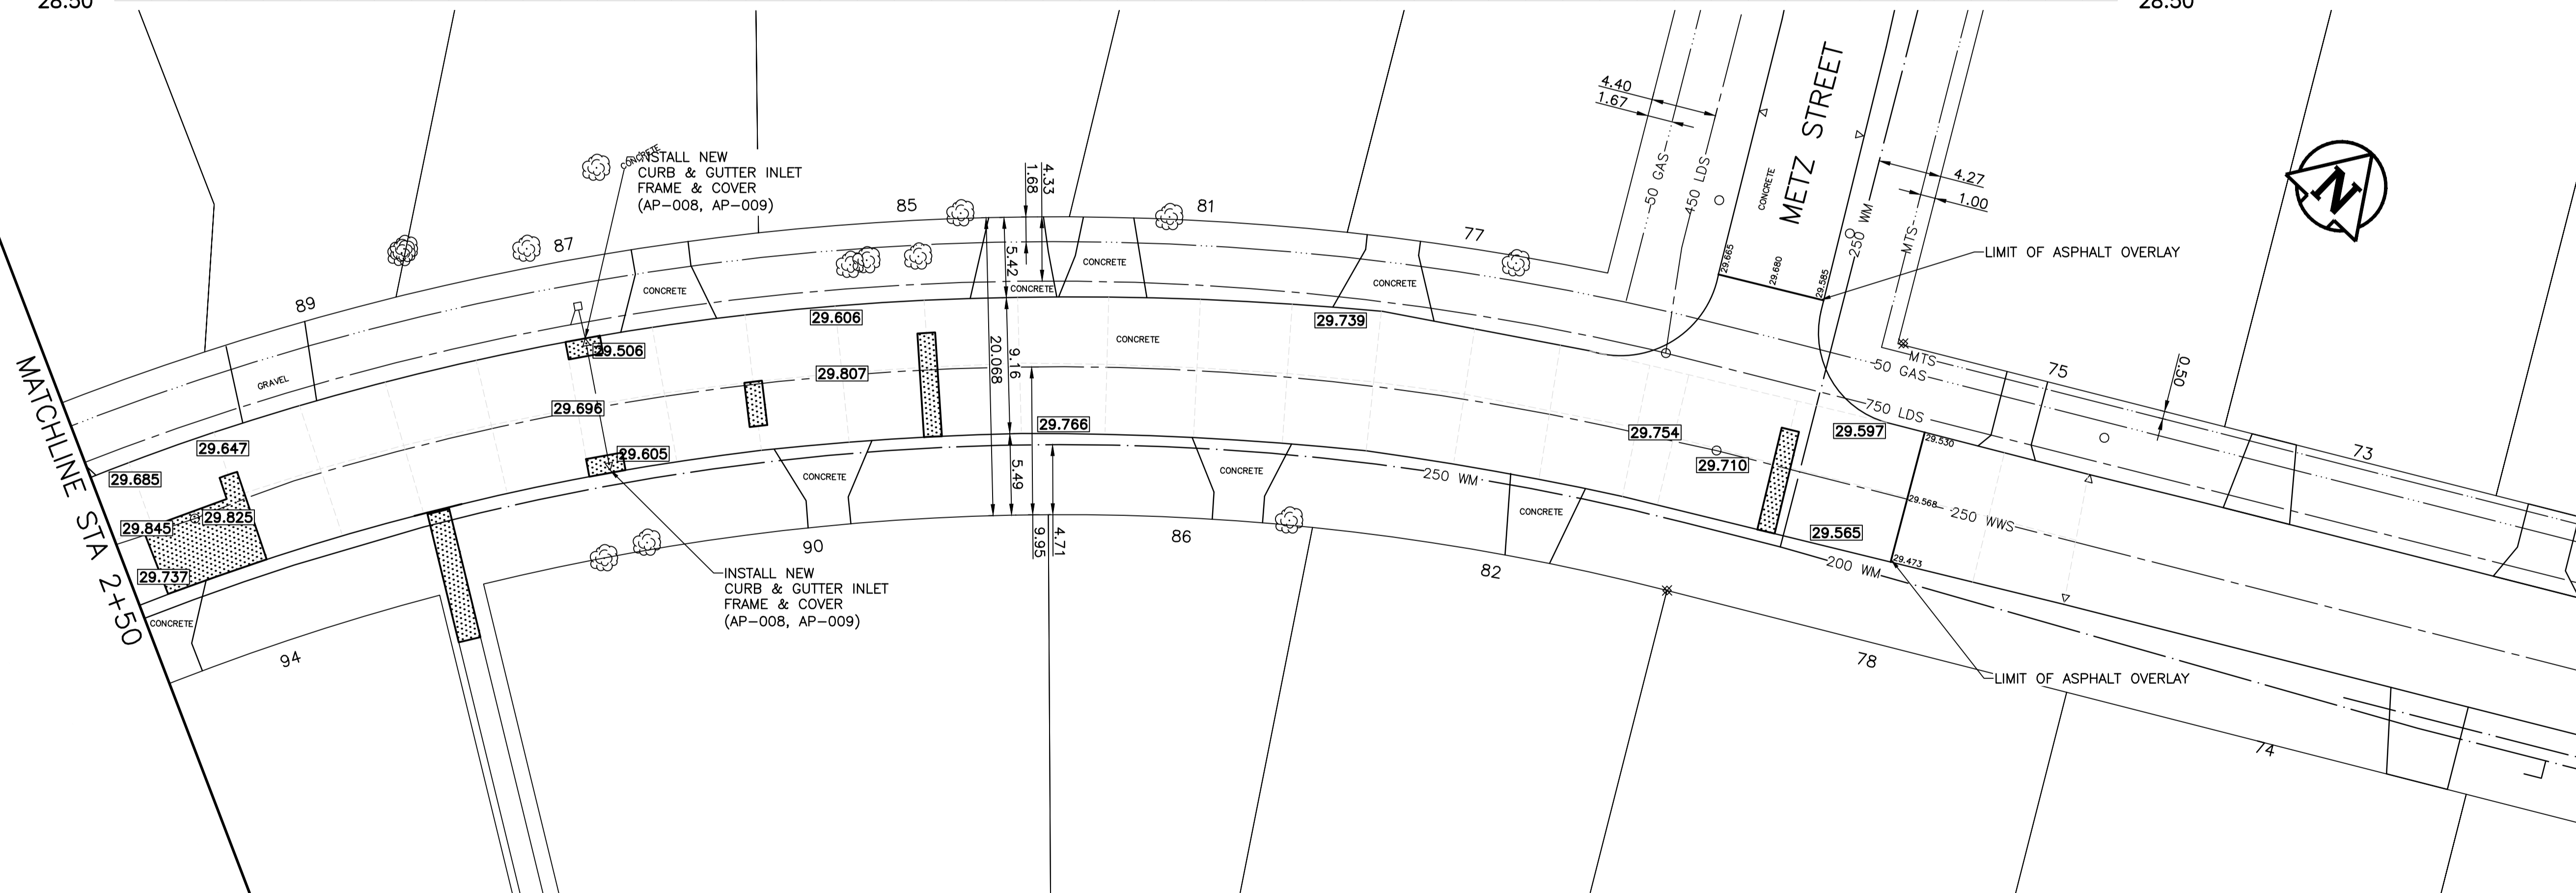 28.50
28.50
INSTALL NEW
CURB & GUTTER INLET
FRAME & COVER
(AP-008, AP-009)
CONCRETE
4.40
1.67
50 GAS
450 LDS
CONCRETE
METZ STREET
250 WM
MTS
4.27
1.00
N
LIMIT OF ASPHALT OVERLAY
89
87
85
81
77
75
73
1.68
4.33
5.42
CONCRETE
CONCRETE
CONCRETE
CONCRETE
29.665
29.680
29.585
GRAVEL
29.506
29.606
29.739
CONCRETE
29.807
20.068
9.16
29.696
29.766
29.605
29.647
29.685
29.845
29.825
29.737
MTS
50 GAS
750 LDS
0.50
29.754
29.710
29.597
29.530
29.568
250 WWS
29.565
29.473
200 WM
250 WM
5.49
9.95
4.71
CONCRETE
CONCRETE
CONCRETE
CONCRETE
MATCHLINE STA 2+50
94
90
86
82
78
74
INSTALL NEW
CURB & GUTTER INLET
FRAME & COVER
(AP-008, AP-009)
LIMIT OF ASPHALT OVERLAY